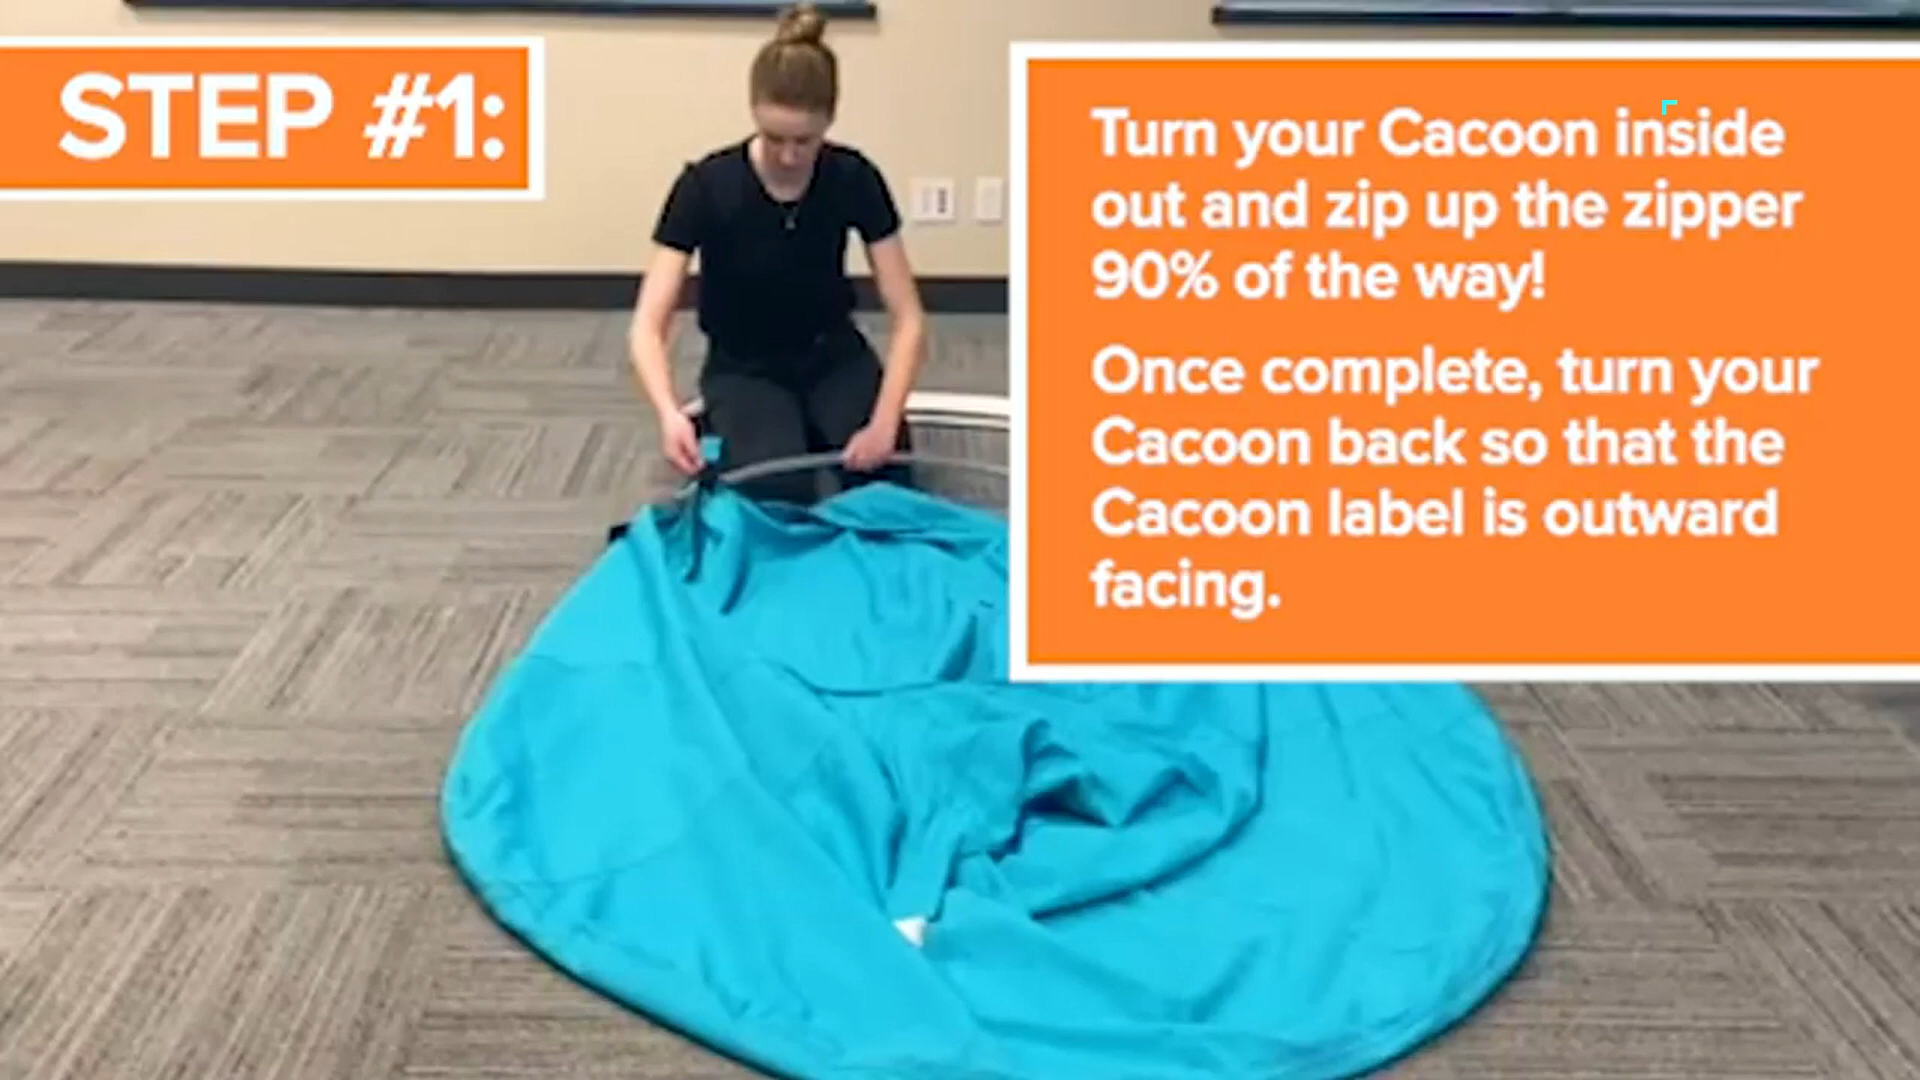 STEP #1:
Turn your Cacoon inside
out and zip up the zipper
90% of the way!
Once complete, turn your
Cacoon back so that the
Cacoon label is outward
facing.